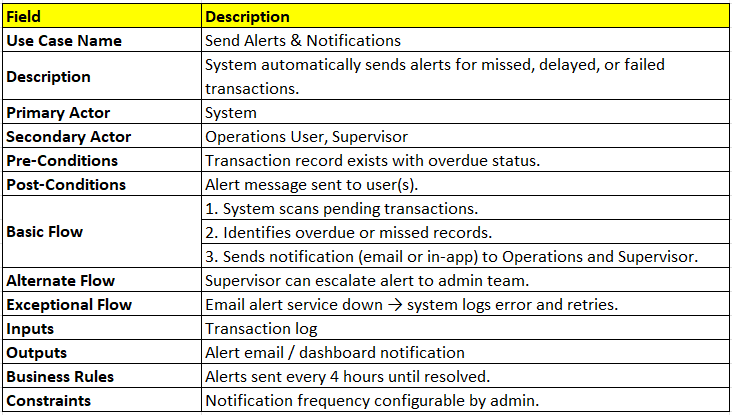 Field Description
Use Case Name Send Alerts & Notifications
Description System automatically sends alerts for missed, delayed, or failed
transactions.
Primary Actor System
Secondary Actor Operations User, Supervisor
Pre-Conditions Transaction record exists with overdue status.
Post-Conditions Alert message sent to user(s).
Basic Flow 1. System scans pending transactions.
2. Identifies overdue or missed records.
3. Sends notification (email or in-app) to Operations and Supervisor.
Alternate Flow Supervisor can escalate alert to admin team.
Exceptional Flow Email alert service down → system logs error and retries.
Inputs Transaction log
Outputs Alert email / dashboard notification
Business Rules Alerts sent every 4 hours until resolved.
Constraints Notification frequency configurable by admin.